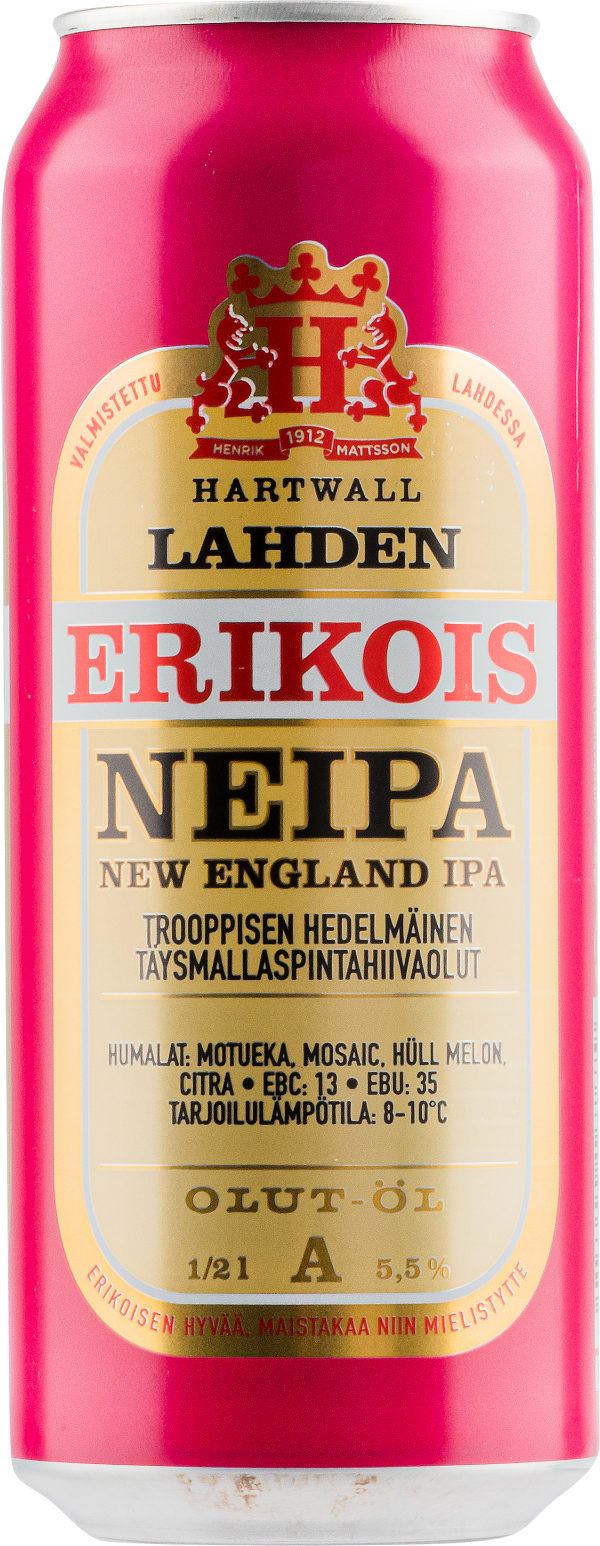 VALMISTETTU
LAHDESSA
H
HENRIK 1912 MATTSSON
HARTWALL
LAHDEN
ERIKOIS
NEIPA
NEW ENGLAND IPA
TROOPPISEN HEDELMÄINEN
TÄYSMALLASPINTAHIIVAOLUT
HUMALAT: MOTUEKA, MOSAIC, HÜLL MELON,
CITRA • EBC: 13 • EBU: 35
TARJOILULÄMPÖTILA: 8-10°C
OLUT-ÖL
1/2 l A 5,5 %
ERIKOISEN HYVÄÄ, MAISTAKAA NIIN MIELISTYTTE